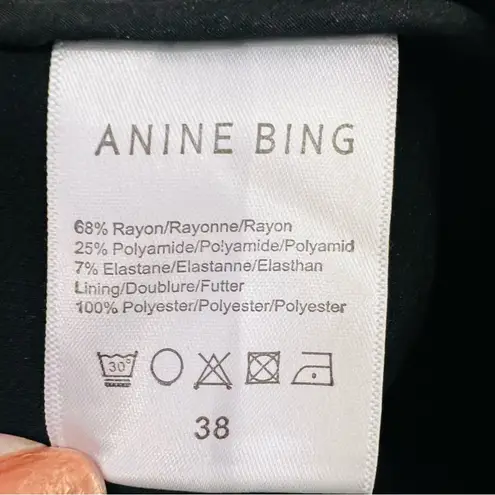 ANINE BING
68% Rayon/Rayonne/Rayon
25% Polyamide/Polyamide/Polyamid
7% Elastane/Elastanne/Elasthan
Lining/Doublure/Futter
100% Polyester/Polyester/Polyester
30°
38